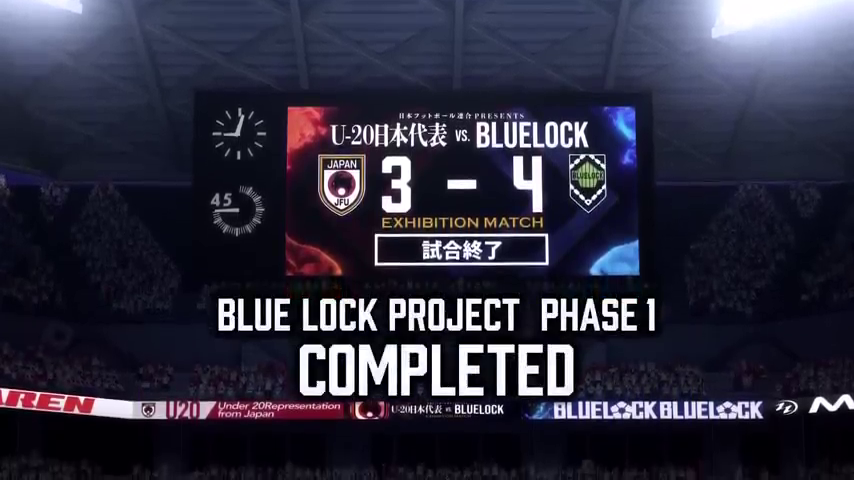 日本フットボール連合 PRESENTS
U-20日本代表 VS. BLUELOCK
JAPAN
JFU
3 - 4
BLUELOCK
EXHIBITION MATCH
試合終了
45
BLUE LOCK PROJECT PHASE 1
COMPLETED
AREN
U20
Under 20Representation
from Japan
U-20日本代表 VS BLUELOCK
BLUELOCK BLUELOCK
M